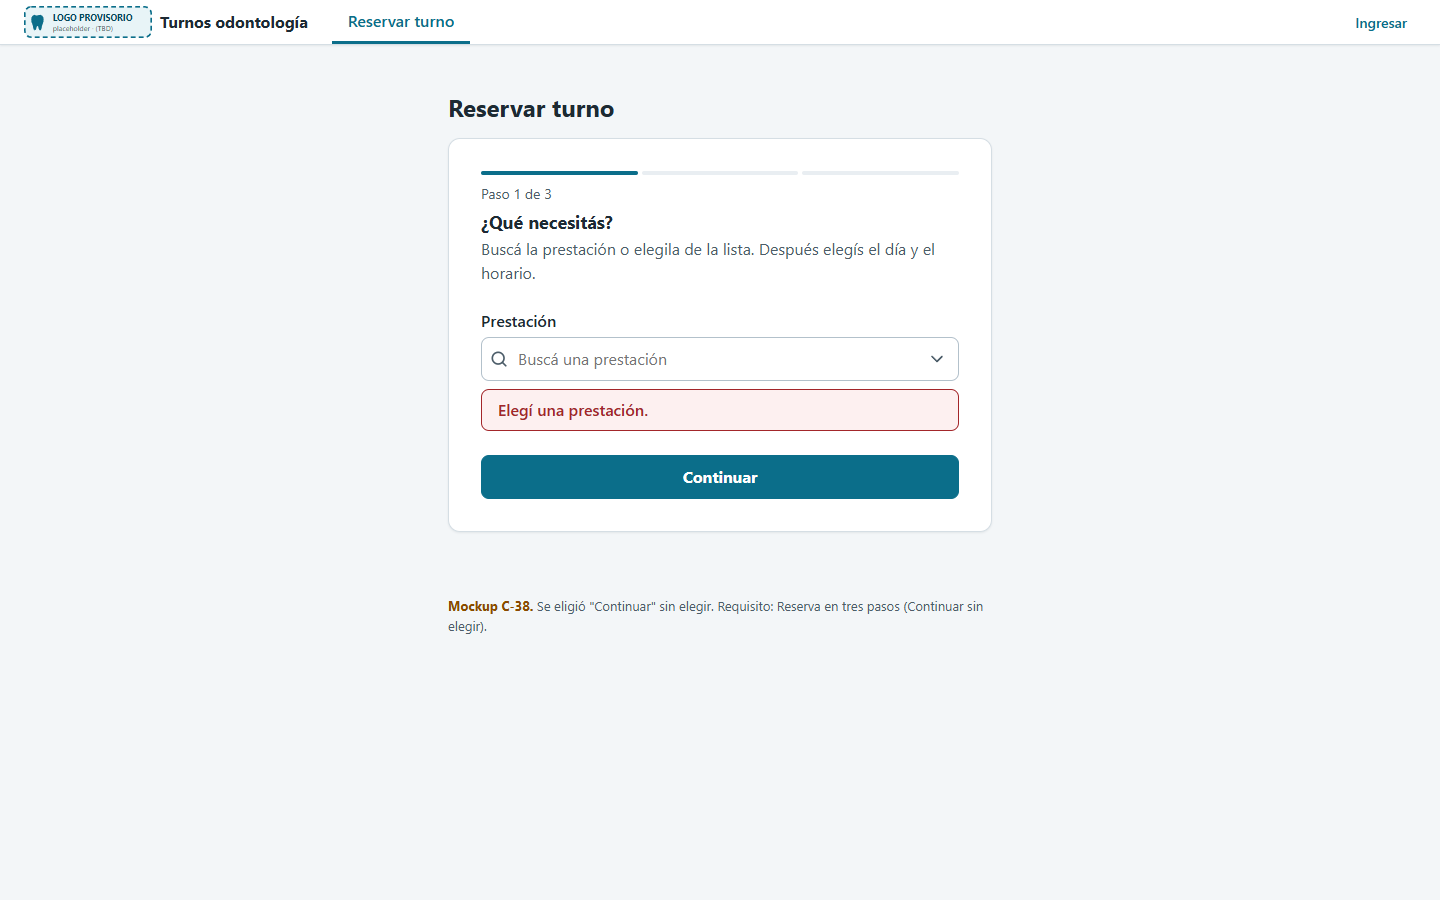 LOGO PROVISORIO
placeholder · (TBD)
Turnos odontología
Reservar turno
Ingresar
Reservar turno
Paso 1 de 3
¿Qué necesitás?
Buscá la prestación o elegila de la lista. Después elegís el día y el
horario.
Prestación
Buscá una prestación
Elegí una prestación.
Continuar
Mockup C-38. Se eligió "Continuar" sin elegir. Requisito: Reserva en tres pasos (Continuar sin
elegir).